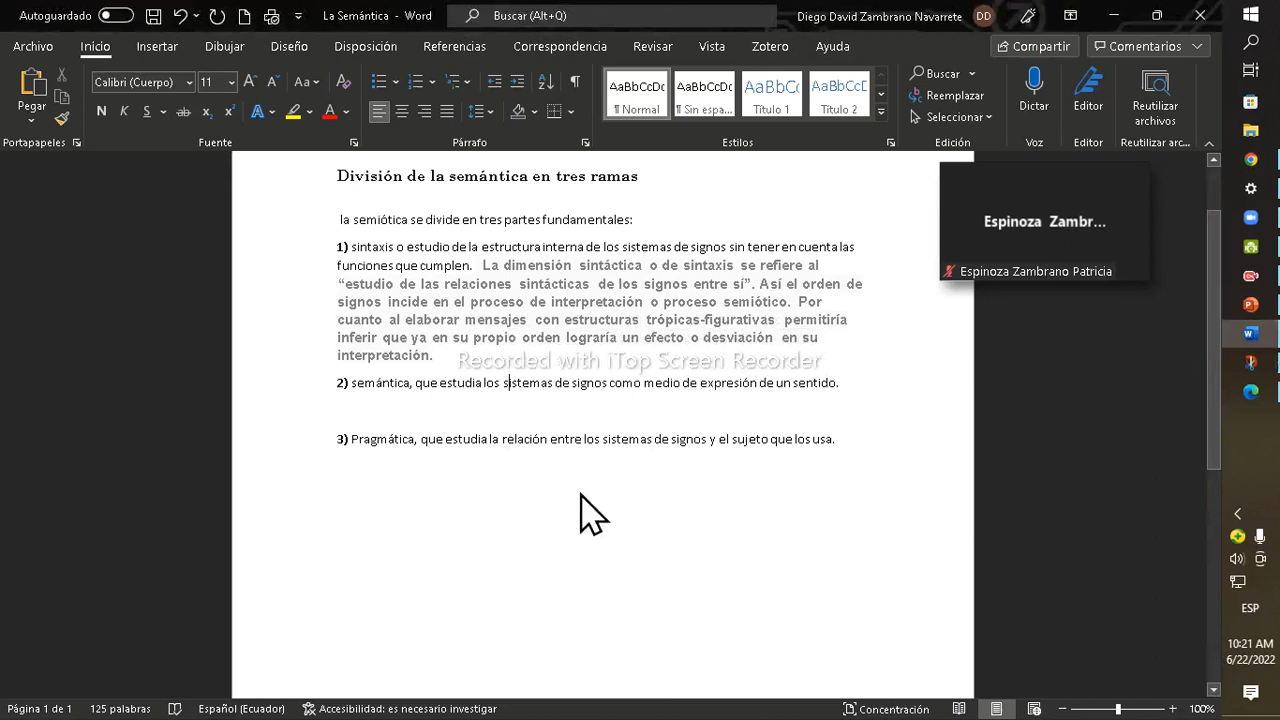 Autoguardado
La Semántica - Word
Buscar (Alt+Q)
Diego David Zambrano Navarrete
DD
Archivo Inicio Insertar Dibujar Diseño Disposición Referencias Correspondencia Revisar Vista Zotero Ayuda
Compartir
Comentarios
Pegar
Calibri (Cuerpo) 11
AaBbCcDc AaBbCcDc AaBbC AaBbCcD
¶ Normal ¶ Sin espa... Título 1 Título 2
Buscar
Reemplazar
Seleccionar
Dictar
Editor
Reutilizar
archivos
Portapapeles Fuente Párrafo Estilos Edición Voz Editor Reutilizar arc...
División de la semántica en tres ramas
la semiótica se divide en tres partes fundamentales:
1) sintaxis o estudio de la estructura interna de los sistemas de signos sin tener en cuenta las
funciones que cumplen. La dimensión sintáctica o de sintaxis se refiere al
“estudio de las relaciones sintácticas de los signos entre sí”. Así el orden de
signos incide en el proceso de interpretación o proceso semiótico. Por
cuanto al elaborar mensajes con estructuras trópicas-figurativas permitiría
inferir que ya en su propio orden lograría un efecto o desviación en su
interpretación.
Recorded with iTop Screen Recorder
2) semántica, que estudia los sistemas de signos como medio de expresión de un sentido.
3) Pragmática, que estudia la relación entre los sistemas de signos y el sujeto que los usa.
Espinoza Zambr...
Espinoza Zambrano Patricia
ESP
10:21 AM
6/22/2022
Página 1 de 1 125 palabras Español (Ecuador) Accesibilidad: es necesario investigar
Concentración
100%